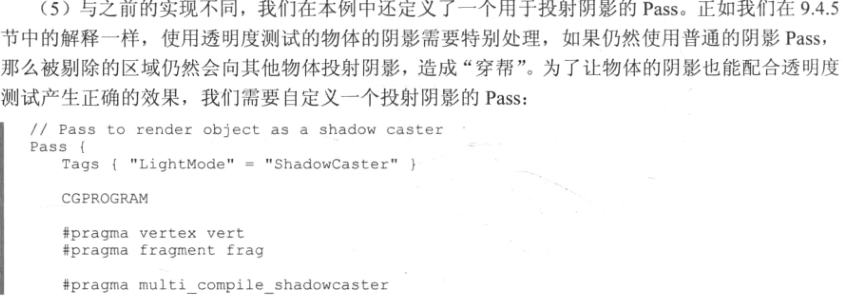 （5）与之前的实现不同，我们在本例中还定义了一个用于投射阴影的 Pass。正如我们在 9.4.5
节中的解释一样，使用透明度测试的物体的阴影需要特别处理，如果仍然使用普通的阴影 Pass，
那么被剔除的区域仍然会向其他物体投射阴影，造成“穿帮”。为了让物体的阴影也能配合透明度
测试产生正确的效果，我们需要自定义一个投射阴影的 Pass：
// Pass to render object as a shadow caster
Pass {
Tags { "LightMode" = "ShadowCaster" }
CGPROGRAM
#pragma vertex vert
#pragma fragment frag
#pragma multi_compile_shadowcaster